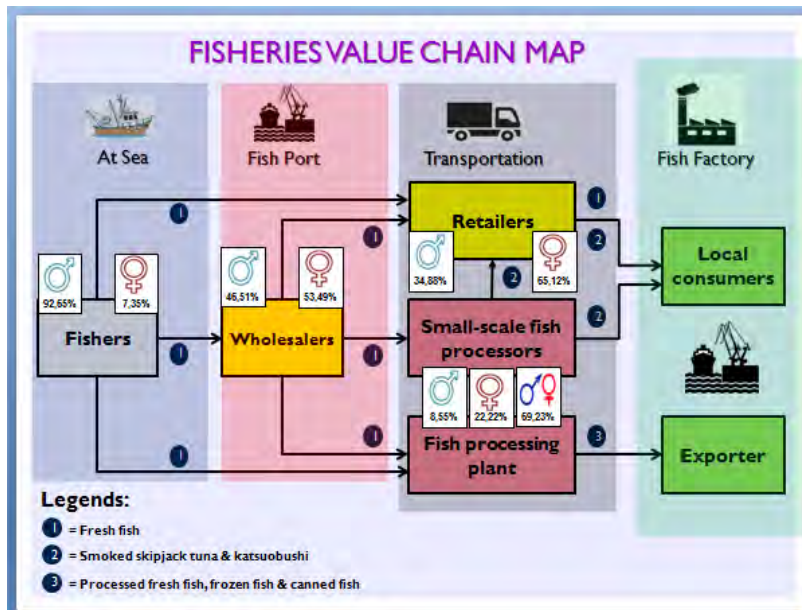 FISHERIES VALUE CHAIN MAP
At Sea
Fish Port
Transportation
Fish Factory
1
1
1
2
Retailers
Local
consumers
92,65%
7,35%
46,51%
53,49%
34,88%
65,12%
2
Fishers
Wholesalers
Small-scale fish
processors
2
1
1
8,55%
22,22%
69,23%
Fish processing
plant
Exporter
1
1
3
Legends:
1 = Fresh fish
2 = Smoked skipjack tuna & katsuobushi
3 = Processed fresh fish, frozen fish & canned fish